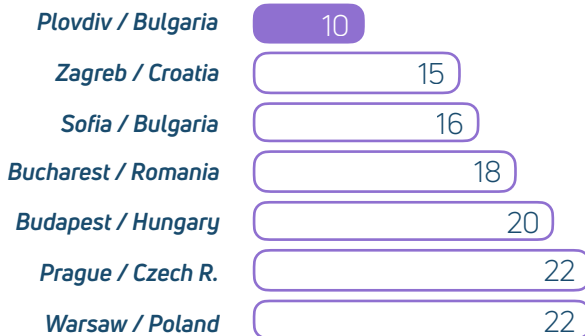 Plovdiv / Bulgaria 10
Zagreb / Croatia 15
Sofia / Bulgaria 16
Bucharest / Romania 18
Budapest / Hungary 20
Prague / Czech R. 22
Warsaw / Poland 22